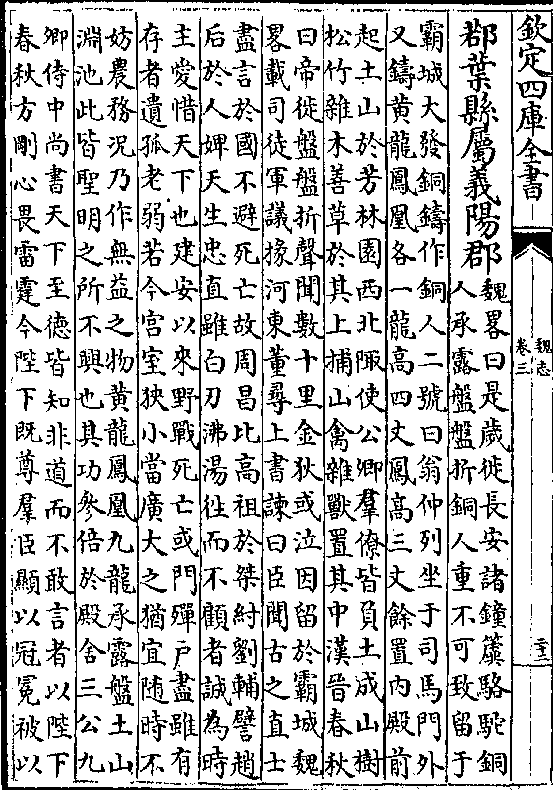 欽定四庫全書
魏志
卷三
二十三
郡葉縣屬義陽郡
魏畧曰是歲徙長安諸鐘簴駱駝銅
人承露盤盤折銅人重不可致留于
霸城大發銅鑄作銅人二號曰翁仲列坐于司馬門外
又鑄黃龍鳳凰各一龍高四丈鳳高三丈餘置内殿前
起土山於芳林園西北陬使公卿羣僚皆負土成山樹
松竹雜木善草於其上捕山禽雜獸置其中漢晉春秋
曰帝徙盤盤折聲聞數十里金狄或泣因留於霸城魏
畧載司徒軍議掾河東董尋上書諫曰臣聞古之直士
盡言於國不避死亡故周昌比高祖於桀紂劉輔譬趙
后於人婢天生忠直雖白刃沸湯往而不顧者誠為時
主愛惜天下也建安以來野戰死亡或門殫戶盡雖有
存者遺孤老弱若今宫室狹小當廣大之猶宜随時不
妨農務況乃作無益之物黃龍鳳凰九龍承露盤土山
淵池此皆聖明之所不興也其功參倍於殿舍三公九
卿侍中尚書天下至德皆知非道而不敢言者以陛下
春秋方剛心畏雷霆今陛下既尊羣臣顯以冠冕被以